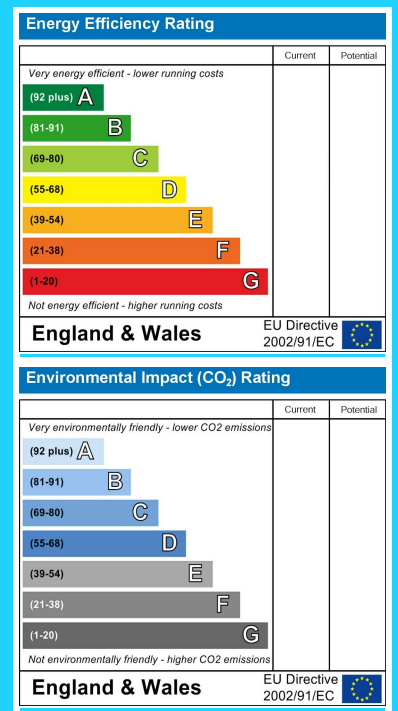 Energy Efficiency Rating
Current Potential
Very energy efficient - lower running costs
(92 plus) A
(81-91) B
(69-80) C
(55-68) D
(39-54) E
(21-38) F
(1-20) G
Not energy efficient - higher running costs
England & Wales EU Directive 2002/91/EC
Environmental Impact (CO₂) Rating
Current Potential
Very environmentally friendly - lower CO2 emissions
(92 plus) A
(81-91) B
(69-80) C
(55-68) D
(39-54) E
(21-38) F
(1-20) G
Not environmentally friendly - higher CO2 emissions
England & Wales EU Directive 2002/91/EC